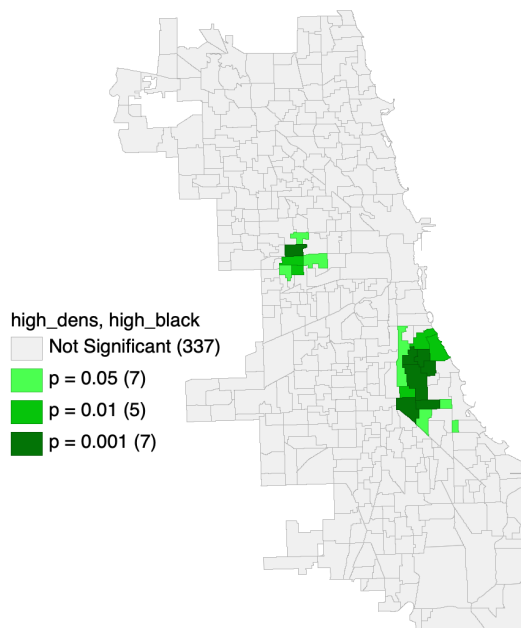 high_dens, high_black
Not Significant (337)
p = 0.05 (7)
p = 0.01 (5)
p = 0.001 (7)